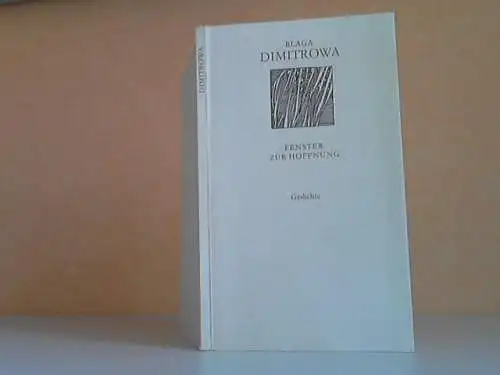 DIMITROWA
BLAGA
DIMITROWA
FENSTER
ZUR HOFFNUNG
Gedichte